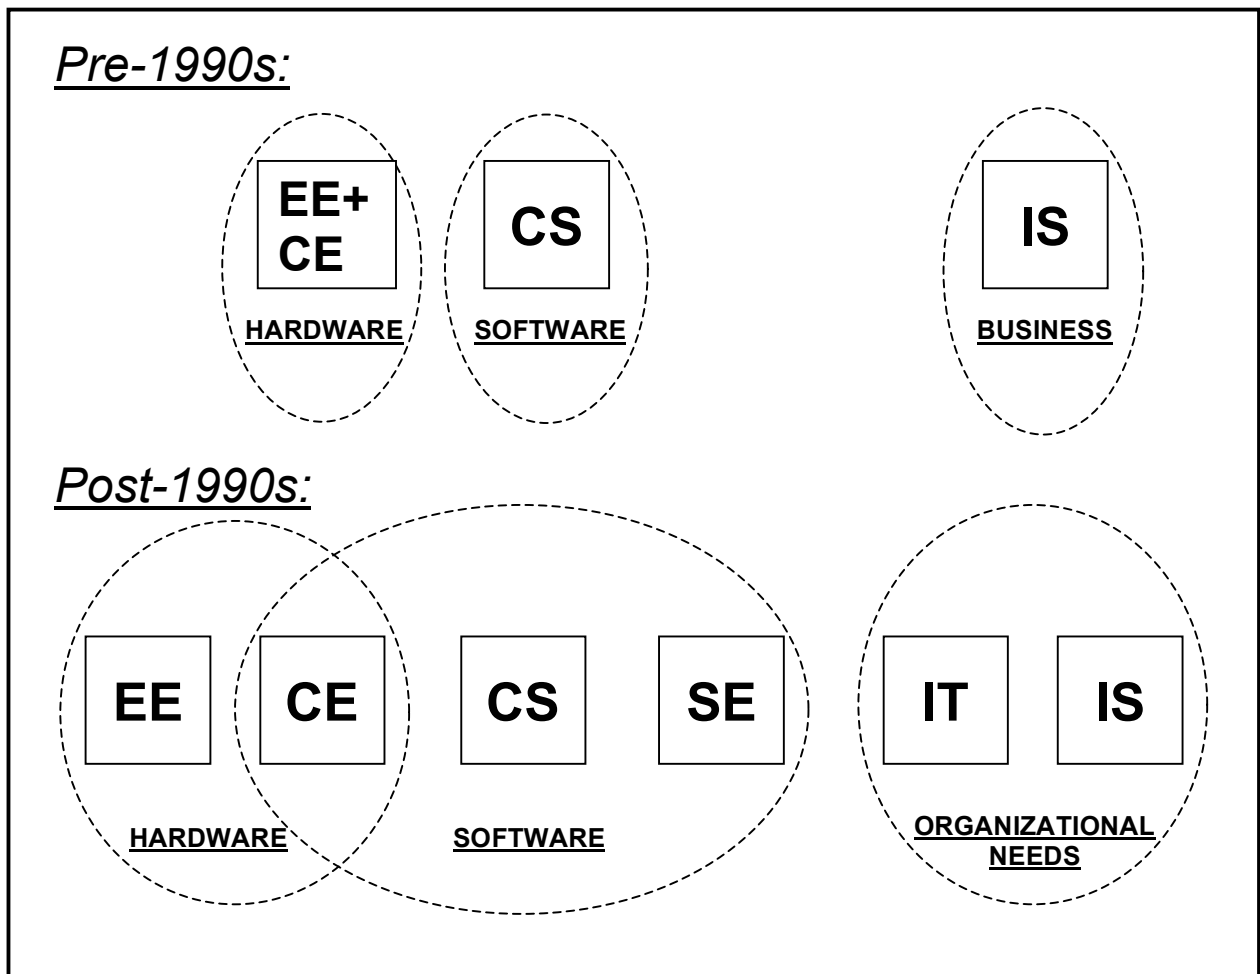 Pre-1990s:
EE+
CE
CS
IS
HARDWARE
SOFTWARE
BUSINESS
Post-1990s:
EE
CE
CS
SE
IT
IS
HARDWARE
SOFTWARE
ORGANIZATIONAL
NEEDS